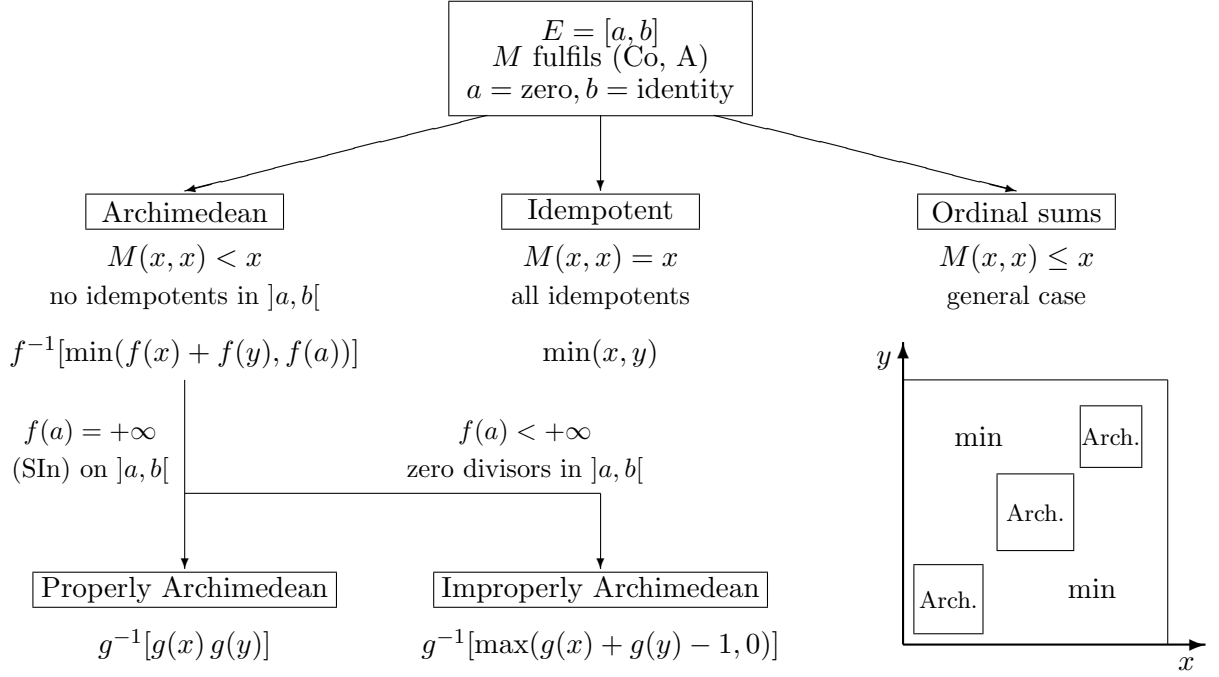 E = [a, b]
M fulfils (Co, A)
a = zero, b = identity
Archimedean
M(x, x) < x
no idempotents in ]a, b[
f⁻¹[min(f(x) + f(y), f(a))]
Idempotent
M(x, x) = x
all idempotents
min(x, y)
Ordinal sums
M(x, x) ≤ x
general case
f(a) = +∞
(SIn) on ]a, b[
f(a) < +∞
zero divisors in ]a, b[
Properly Archimedean
g⁻¹[g(x) g(y)]
Improperly Archimedean
g⁻¹[max(g(x) + g(y) − 1, 0)]
y
min
Arch.
Arch.
Arch.
min
x